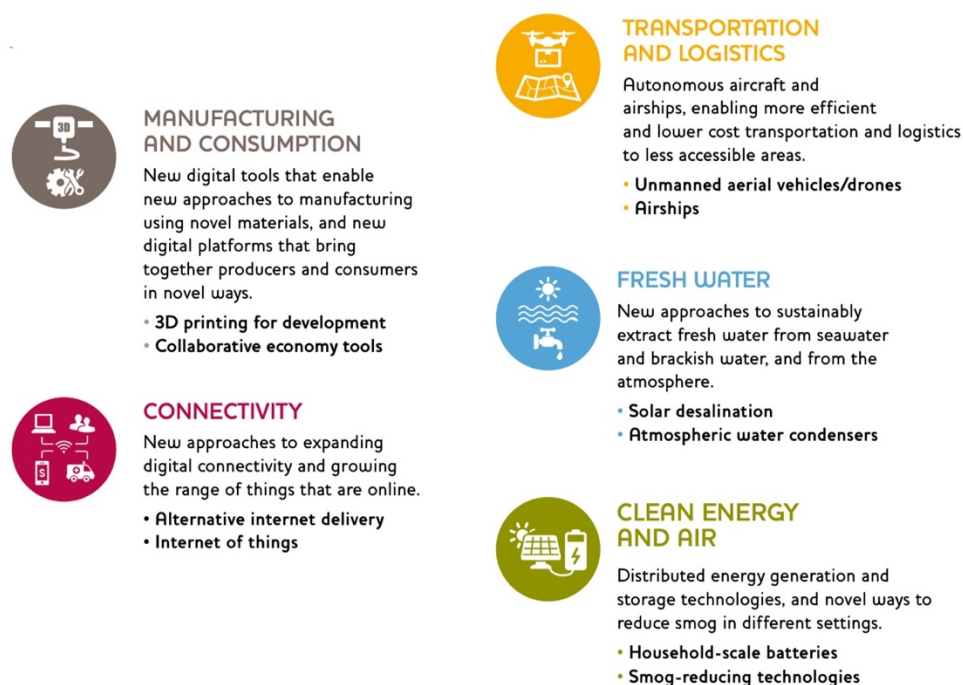 MANUFACTURING
AND CONSUMPTION
New digital tools that enable
new approaches to manufacturing
using novel materials, and new
digital platforms that bring
together producers and consumers
in novel ways.
• 3D printing for development
• Collaborative economy tools
3D
CONNECTIVITY
New approaches to expanding
digital connectivity and growing
the range of things that are online.
• Alternative internet delivery
• Internet of things
$
TRANSPORTATION
AND LOGISTICS
Autonomous aircraft and
airships, enabling more efficient
and lower cost transportation and logistics
to less accessible areas.
• Unmanned aerial vehicles/drones
• Airships
FRESH WATER
New approaches to sustainably
extract fresh water from seawater
and brackish water, and from the
atmosphere.
• Solar desalination
• Atmospheric water condensers
CLEAN ENERGY
AND AIR
Distributed energy generation and
storage technologies, and novel ways to
reduce smog in different settings.
• Household-scale batteries
• Smog-reducing technologies